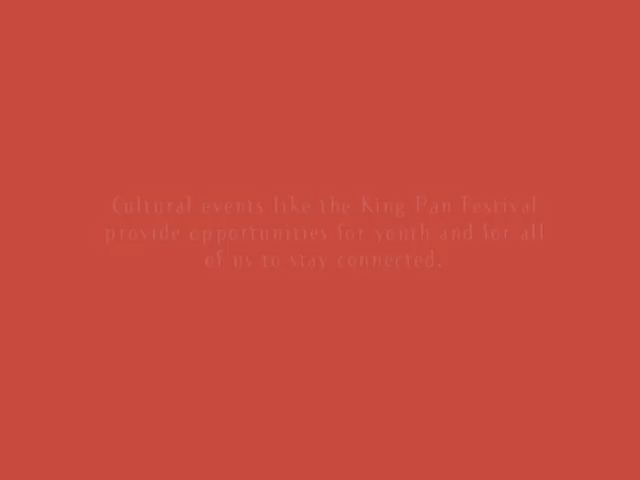 Cultural events like the King Pan Festival
provide opportunities for youth and for all
of us to stay connected.